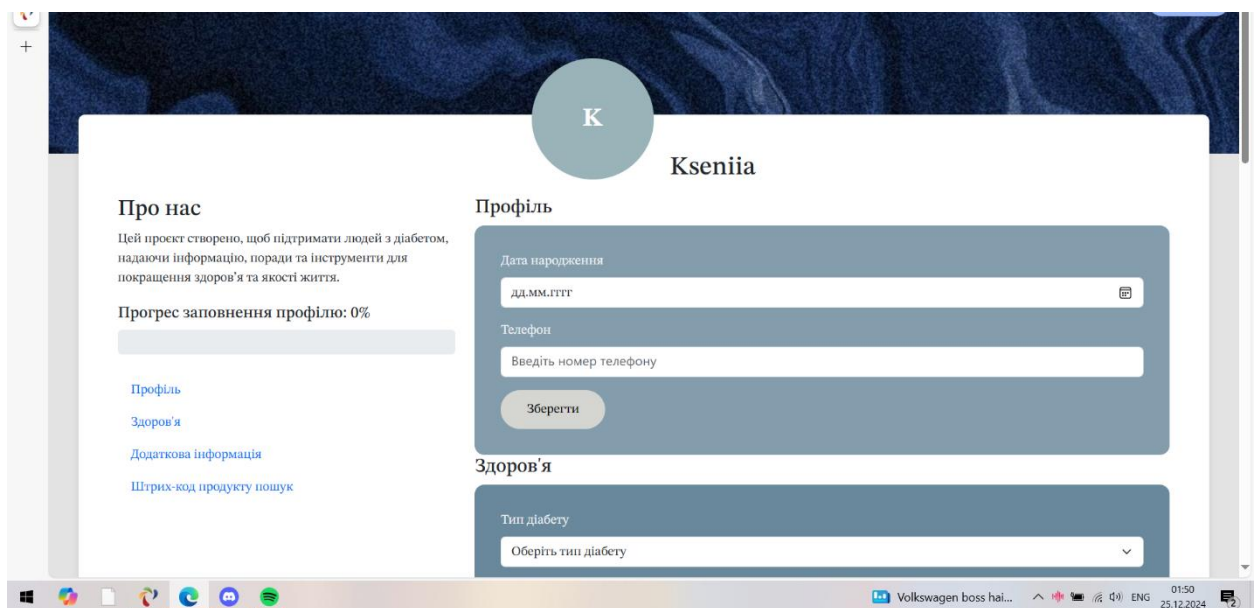 K
Kseniia
Про нас
Цей проєкт створено, щоб підтримати людей з діабетом,
надаючи інформацію, поради та інструменти для
покращення здоров'я та якості життя.
Прогрес заповнення профілю: 0%
Профіль
Здоров'я
Додаткова інформація
Штрих-код продукту пошук
Профіль
Дата народження
дд.мм.гггг
Телефон
Введіть номер телефону
Зберегти
Здоров'я
Тип діабету
Оберіть тип діабету
Volkswagen boss hai...
ENG
01:50
25.12.2024
2